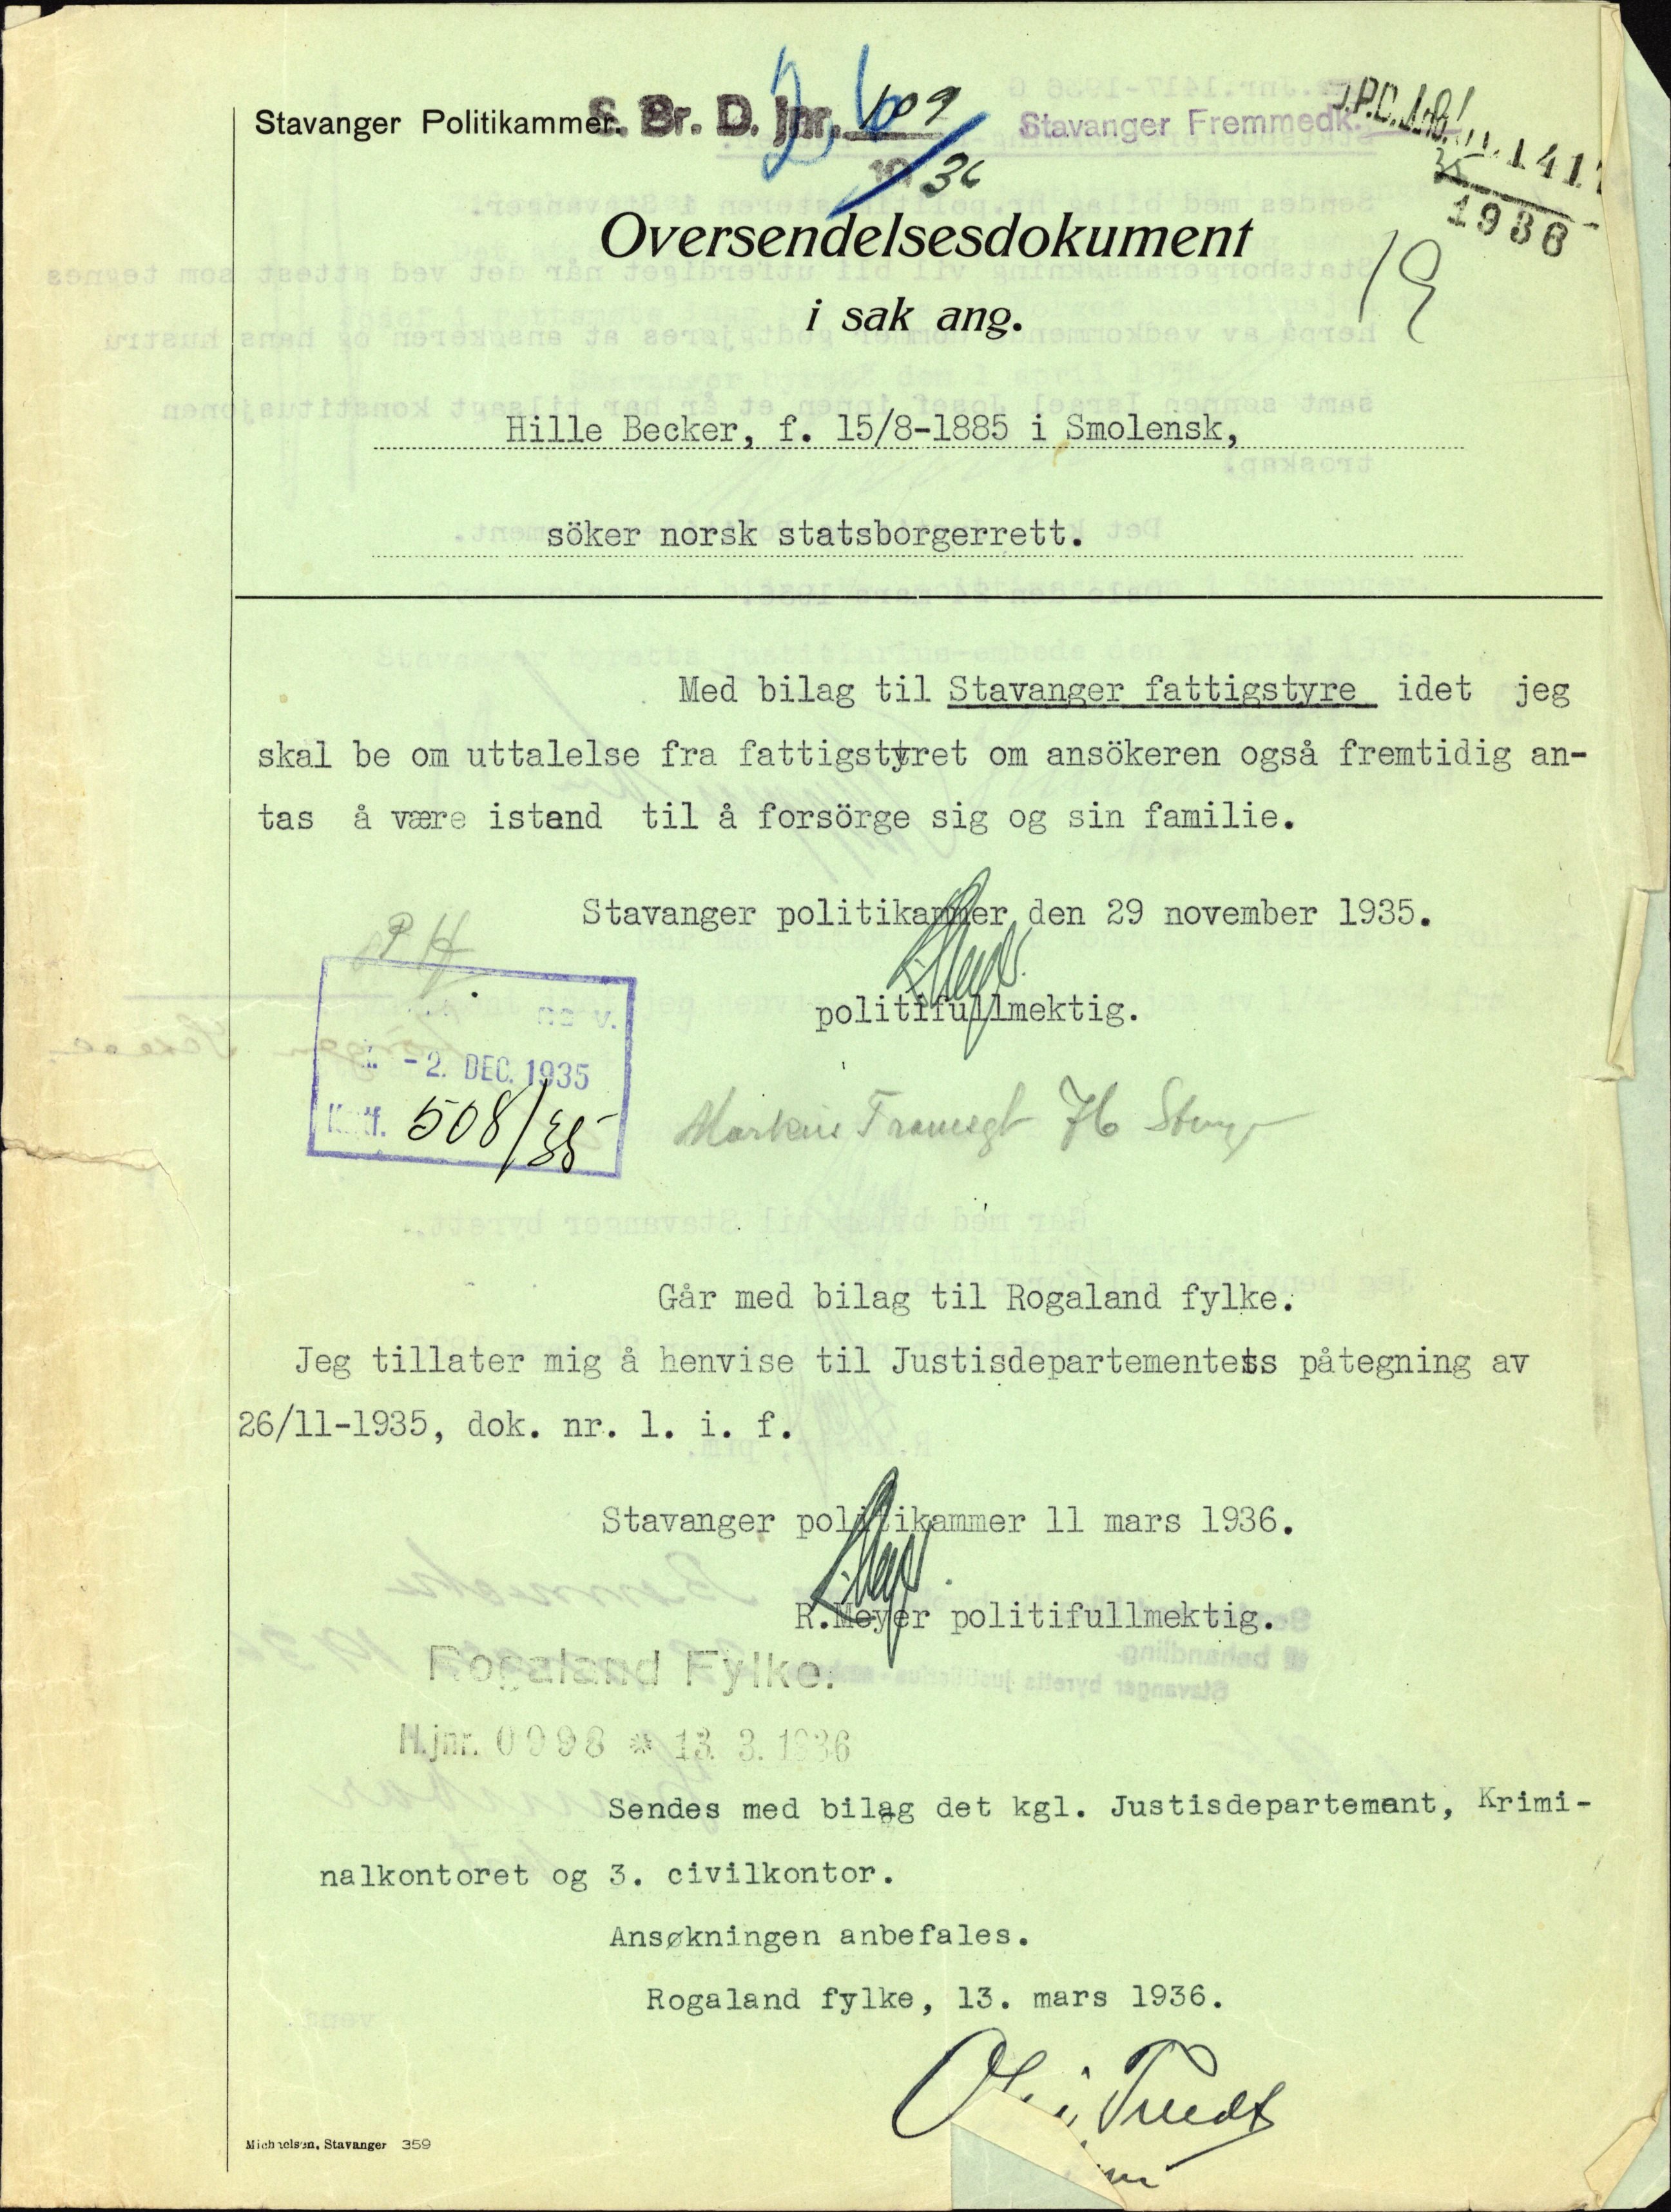 Stavanger Politikammer.
S. Br. D. jnr. 109
1936
Stavanger Fremmedk.
1936
Oversendelsesdokument
i sak ang.
Hille Becker, f. 15/8-1885 i Smolensk,
söker norsk statsborgerrett.
Med bilag til Stavanger fattigstyre idet jeg
skal be om uttalelse fra fattigstyret om ansökeren også fremtidig an-
tas å være istand til å forsörge sig og sin familie.
Stavanger politikammer den 29 november 1935.
politifullmektig.
P H
- 2. DEC. 1935
508/35
Går med bilag til Rogaland fylke.
Jeg tillater mig å henvise til Justisdepartementets påtegning av
26/11-1935, dok. nr. 1. i. f.
Stavanger politikammer 11 mars 1936.
R.Meyer politifullmektig.
Rogaland Fylke.
H.jnr. 0998 * 13. 3. 1936
Sendes med bilag det kgl. Justisdepartement, Krimi-
nalkontoret og 3. civilkontor.
Ansøkningen anbefales.
Rogaland fylke, 13. mars 1936.
Michaelsen, Stavanger 359